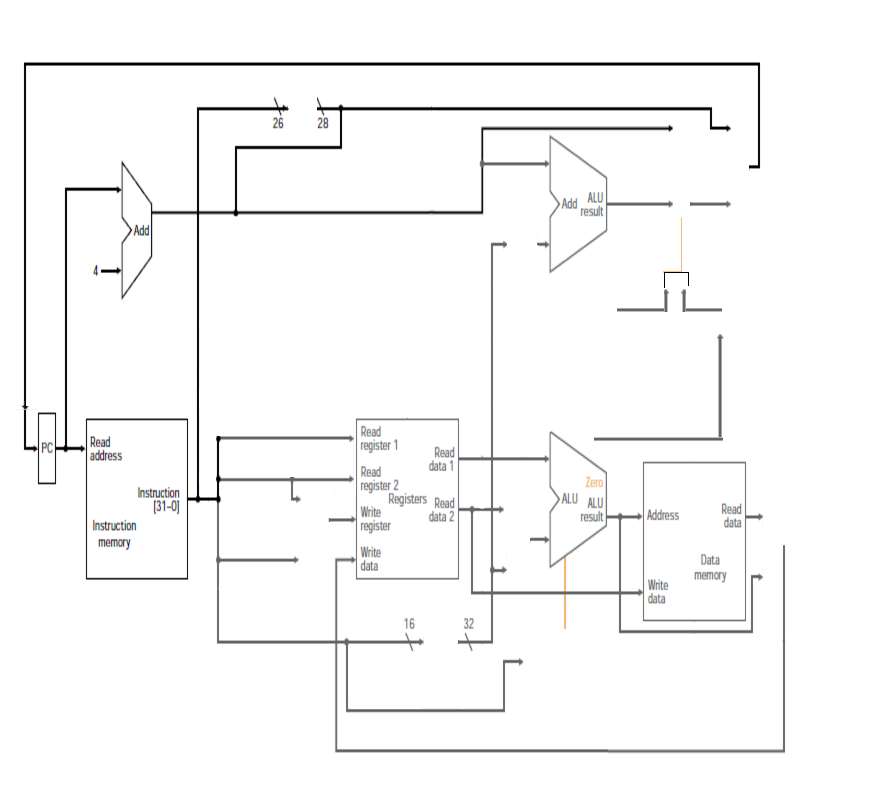 26
28
Add
ALU
result
Add
4
PC
Read
address
Instruction
[31–0]
Instruction
memory
Read
register 1
Read
register 2
Write
register
Write
data
Registers
Read
data 1
Read
data 2
Zero
ALU
ALU
result
Address
Read
data
Data
memory
Write
data
16
32